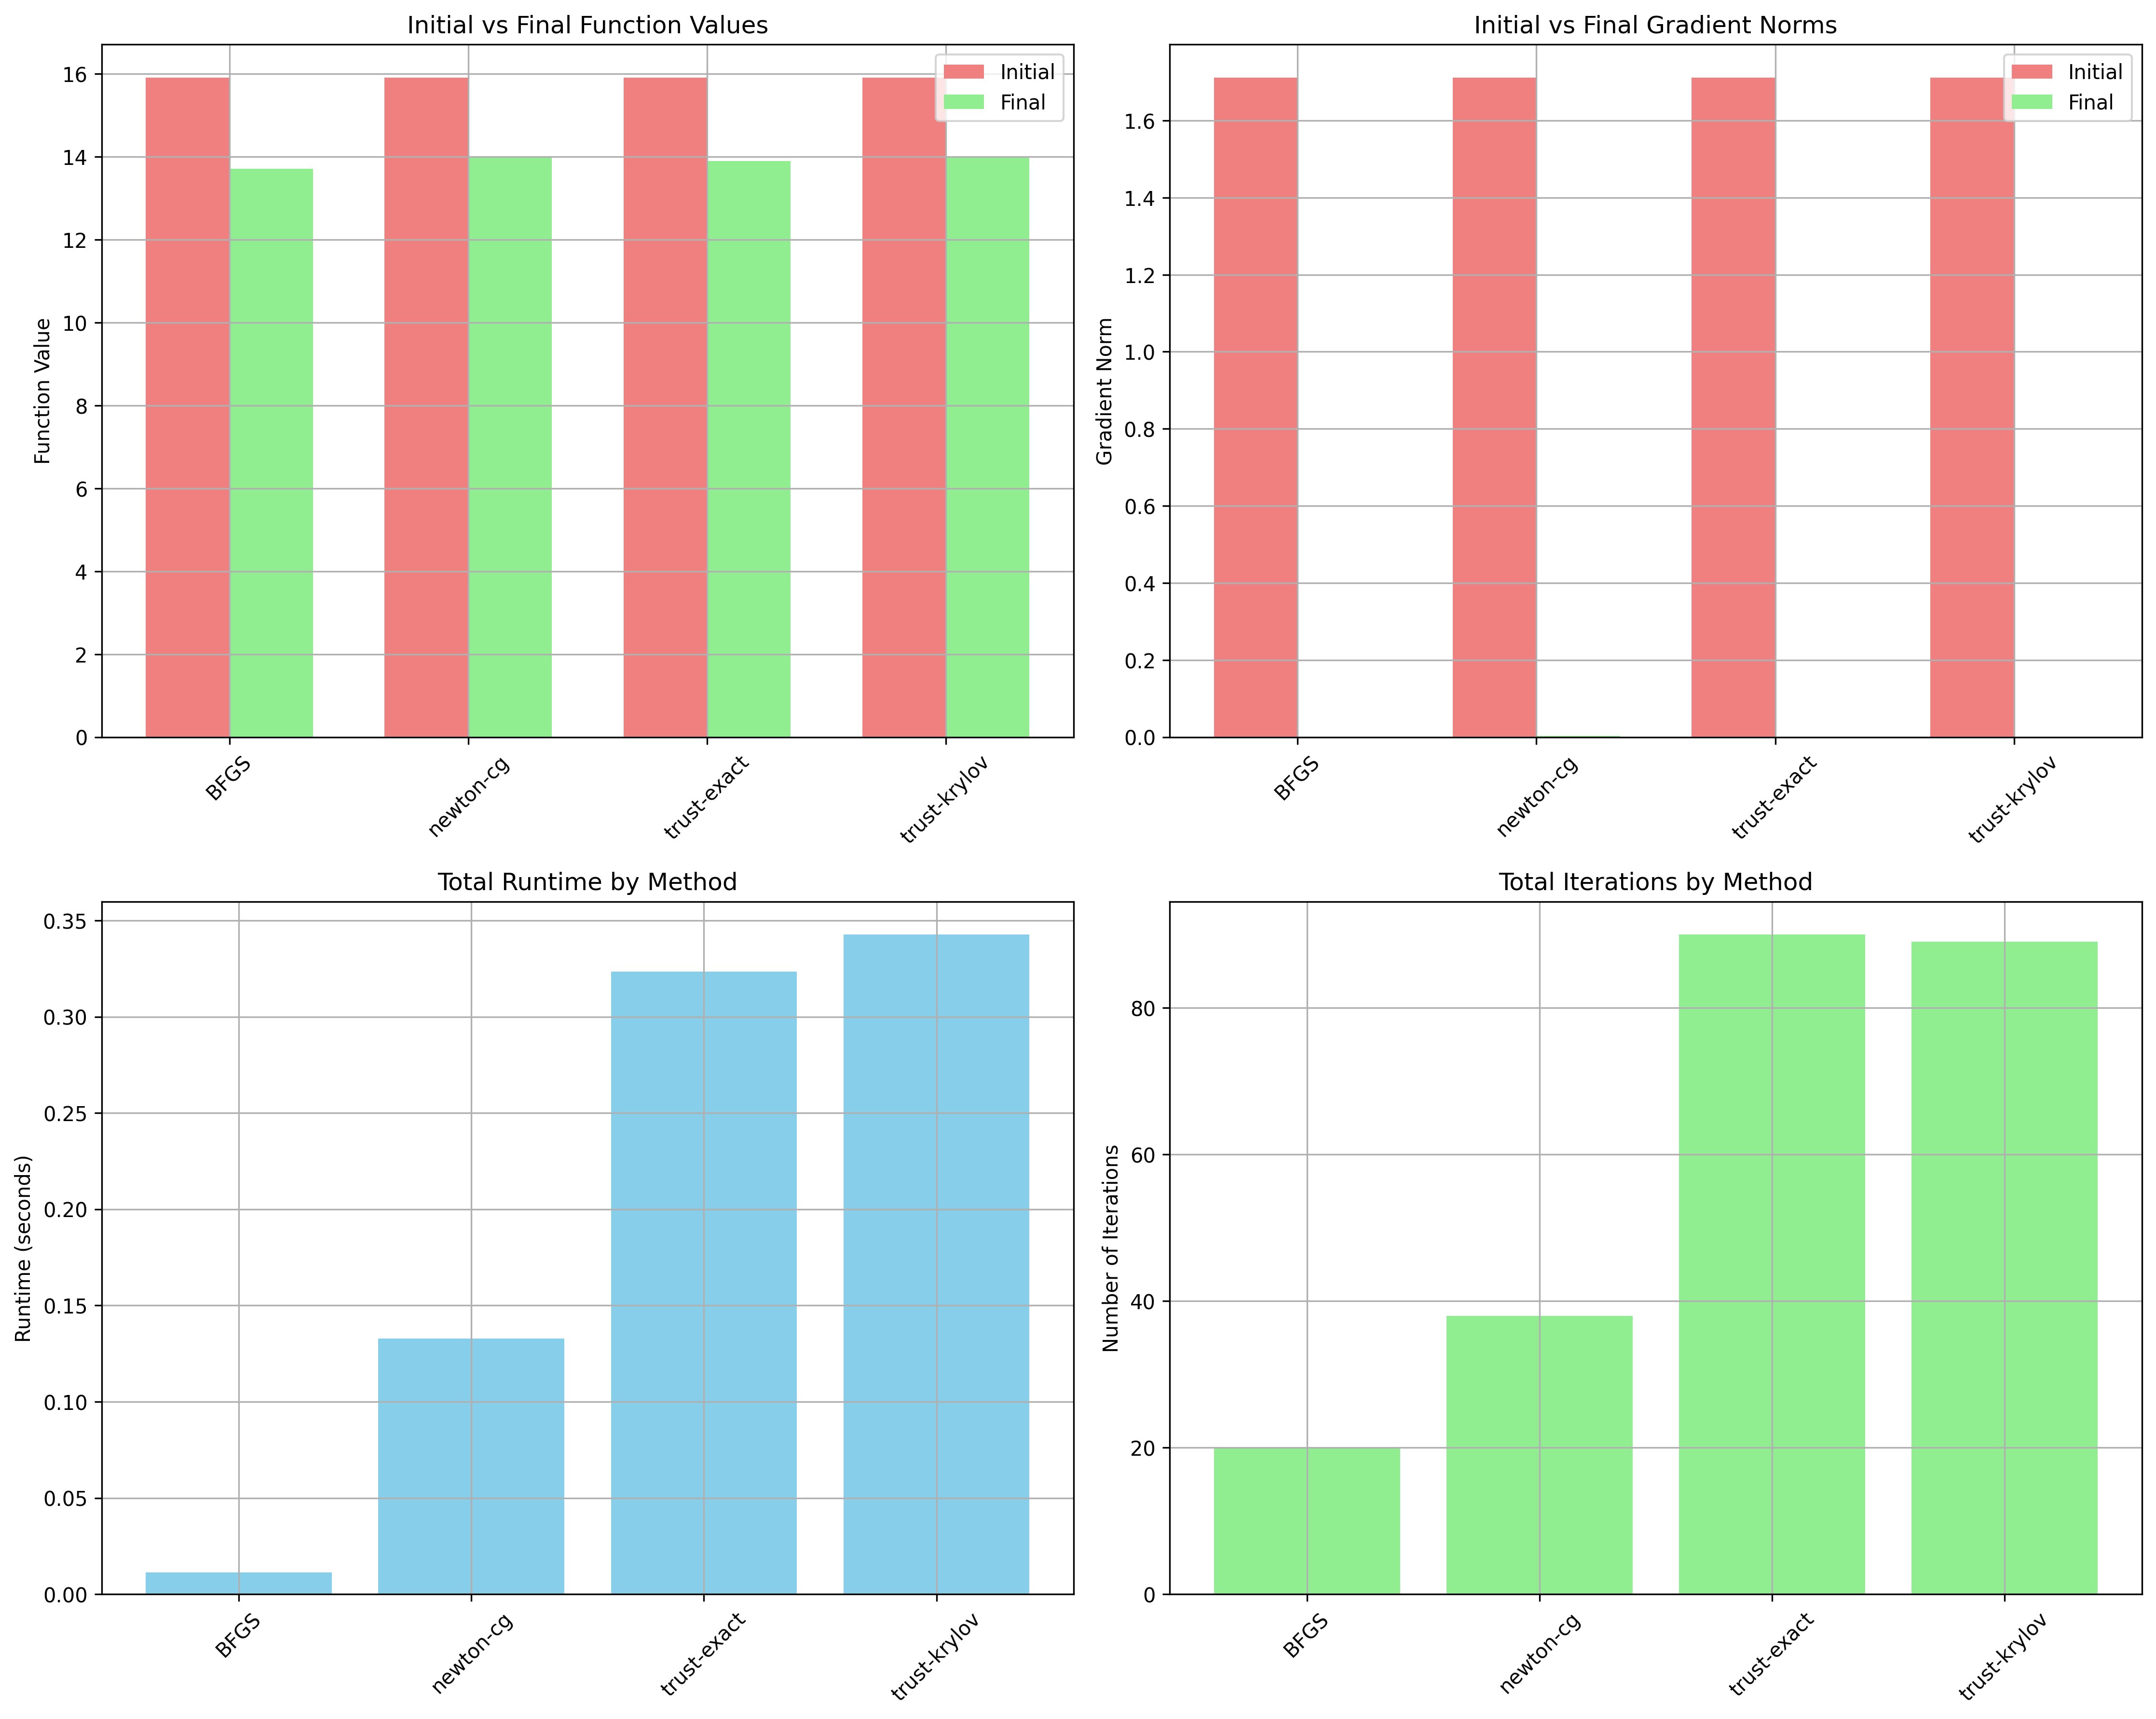 Initial vs Final Function Values
Function Value
16
14
12
10
8
6
4
2
0
Initial
Final
BFGS
newton-cg
trust-exact
trust-krylov
Initial vs Final Gradient Norms
Gradient Norm
1.6
1.4
1.2
1.0
0.8
0.6
0.4
0.2
0.0
Initial
Final
BFGS
newton-cg
trust-exact
trust-krylov
Total Runtime by Method
Runtime (seconds)
0.35
0.30
0.25
0.20
0.15
0.10
0.05
0.00
BFGS
newton-cg
trust-exact
trust-krylov
Total Iterations by Method
Number of Iterations
80
60
40
20
0
BFGS
newton-cg
trust-exact
trust-krylov